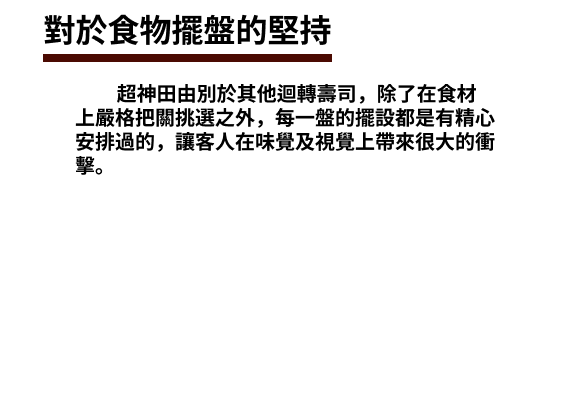 對於食物擺盤的堅持
超神田由別於其他迴轉壽司，除了在食材
上嚴格把關挑選之外，每一盤的擺設都是有精心
安排過的，讓客人在味覺及視覺上帶來很大的衝
擊。